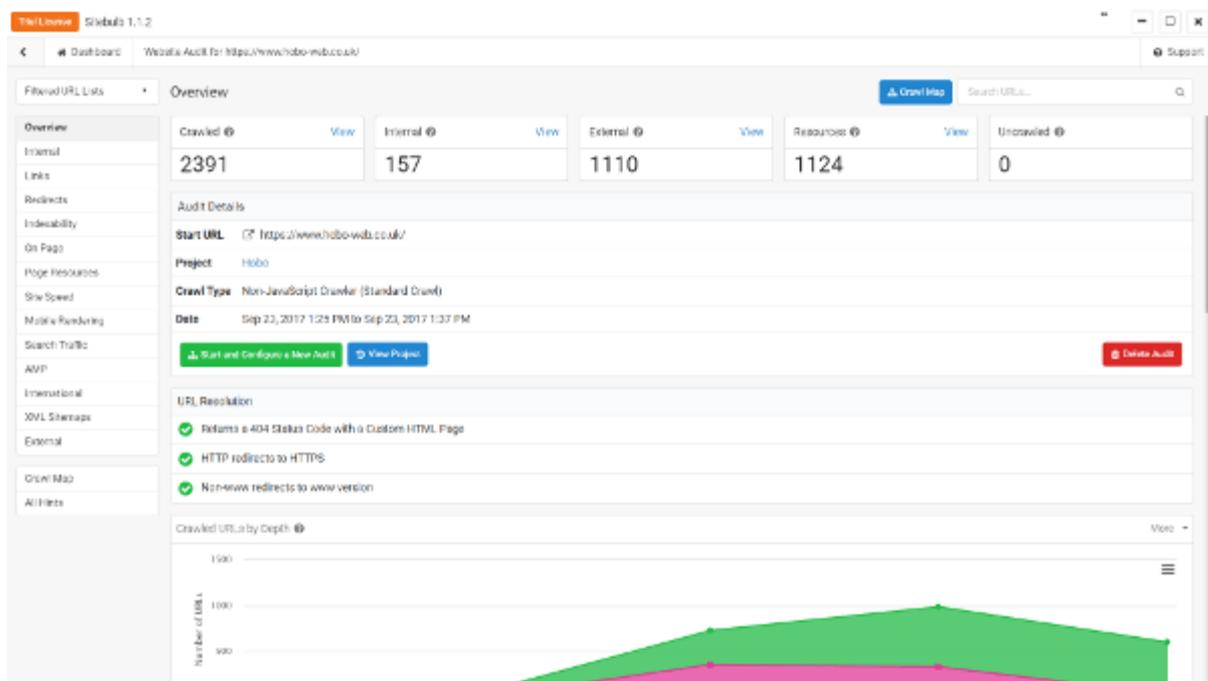 Trial License Sitebulb 1.1.2
Dashboard Website Audit for https://www.hobo-web.co.uk/ Support
Filtered URL Lists
Overview
Internal
Links
Redirects
Indexability
On Page
Page Resources
Site Speed
Mobile Rendering
Search Traffic
AMP
International
XML Sitemaps
External
Crawl Map
All Hints
Overview Crawl Map Search URLs...
Crawled View Internal View External View Resources View Uncrawled
2391 157 1110 1124 0
Audit Details
Start URL https://www.hobo-web.co.uk/
Project Hobo
Crawl Type Non-JavaScript Crawler (Standard Crawl)
Date Sep 23, 2017 1:25 PM to Sep 23, 2017 1:37 PM
Start and Configure a New Audit View Project Delete Audit
URL Resolution
Returns a 404 Status Code with a Custom HTML Page
HTTP redirects to HTTPS
Non-www redirects to www version
Crawled URLs by Depth More
1500
1000
500
Number of URLs